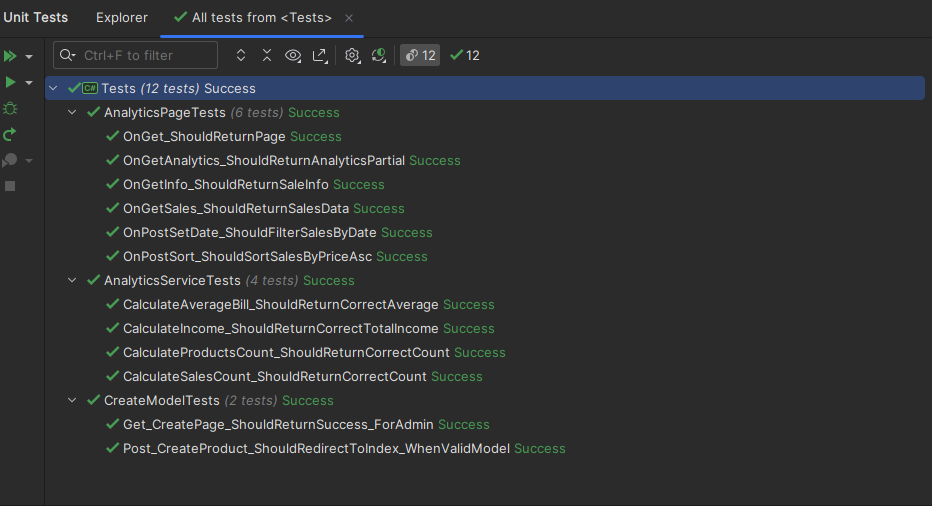 Unit Tests Explorer All tests from <Tests>
Ctrl+F to filter 12 12
C# Tests (12 tests) Success
AnalyticsPageTests (6 tests) Success
OnGet_ShouldReturnPage Success
OnGetAnalytics_ShouldReturnAnalyticsPartial Success
OnGetInfo_ShouldReturnSaleInfo Success
OnGetSales_ShouldReturnSalesData Success
OnPostSetDate_ShouldFilterSalesByDate Success
OnPostSort_ShouldSortSalesByPriceAsc Success
AnalyticsServiceTests (4 tests) Success
CalculateAverageBill_ShouldReturnCorrectAverage Success
CalculateIncome_ShouldReturnCorrectTotalIncome Success
CalculateProductsCount_ShouldReturnCorrectCount Success
CalculateSalesCount_ShouldReturnCorrectCount Success
CreateModelTests (2 tests) Success
Get_CreatePage_ShouldReturnSuccess_ForAdmin Success
Post_CreateProduct_ShouldRedirectToIndex_WhenValidModel Success